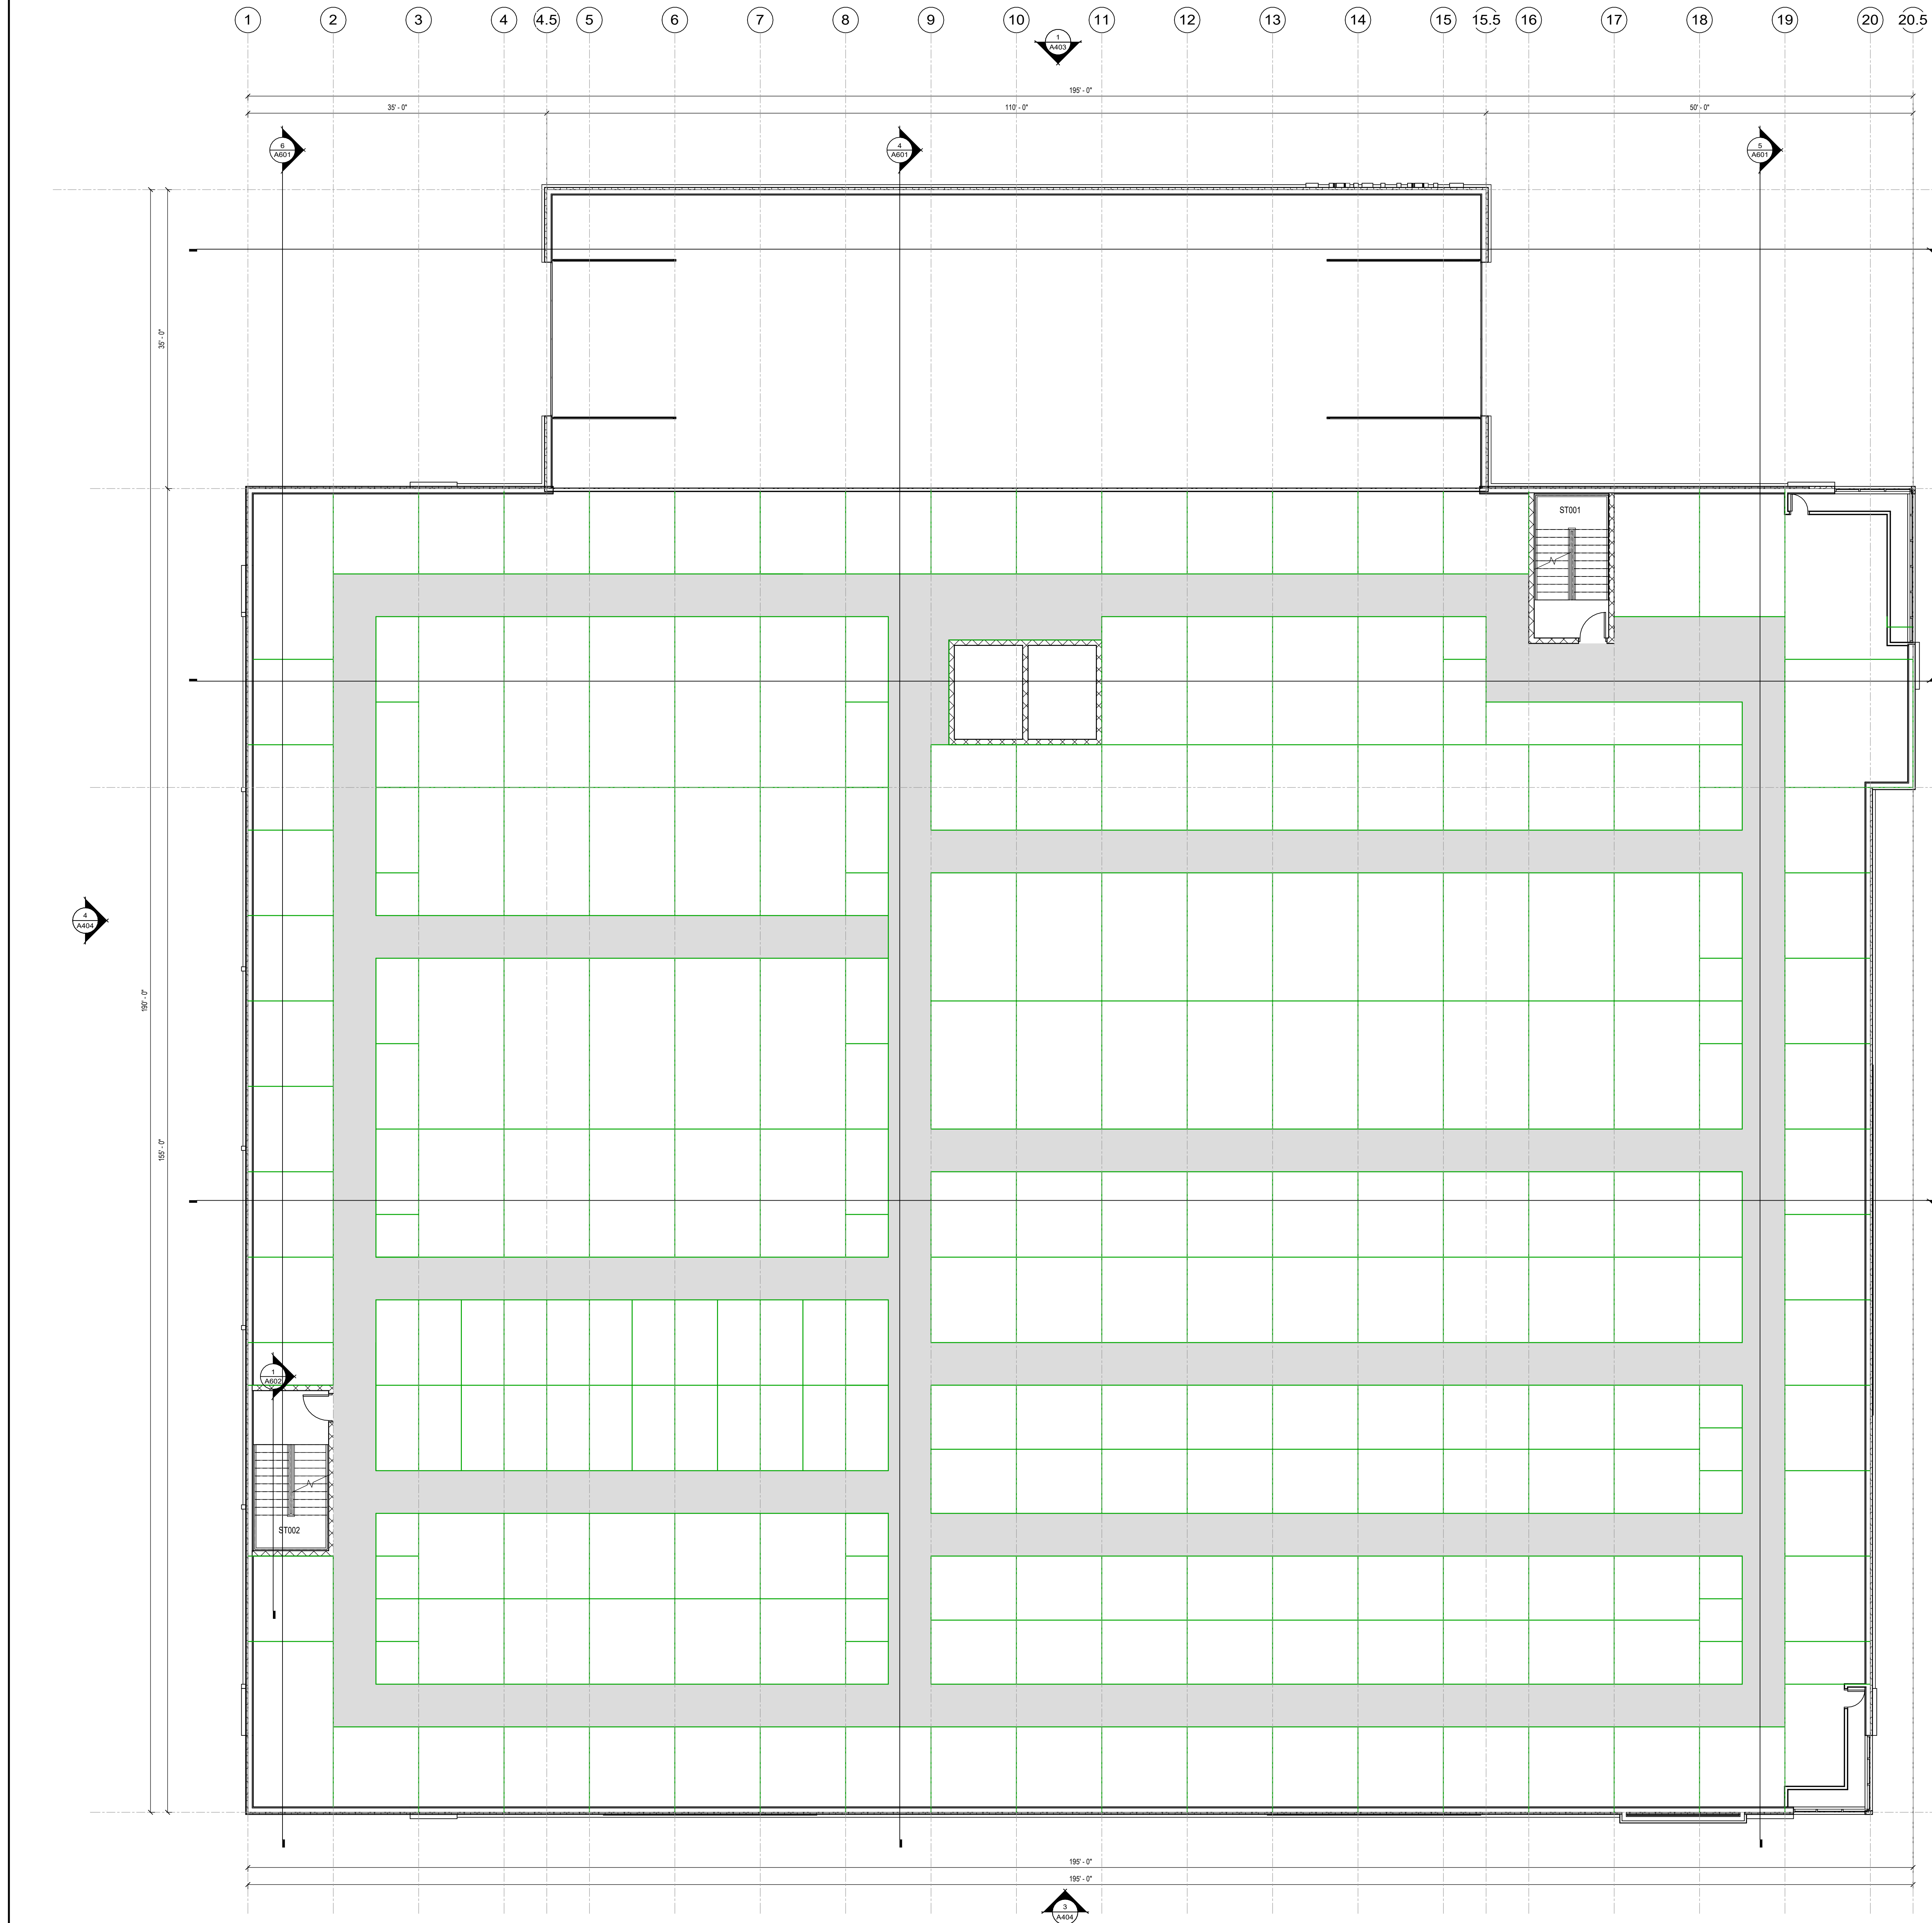 1 2 3 4 4.5 5 6 7 8 9 10 11 12 13 14 15 15.5 16 17 18 19 20 20.5
1
A403
195' - 0"
35' - 0" 110' - 0" 50' - 0"
6
A601
4
A601
5
A601
35' - 0"
ST001
4
A404
190' - 0"
155' - 0"
1
A602
ST002
195' - 0"
195' - 0"
3
A404